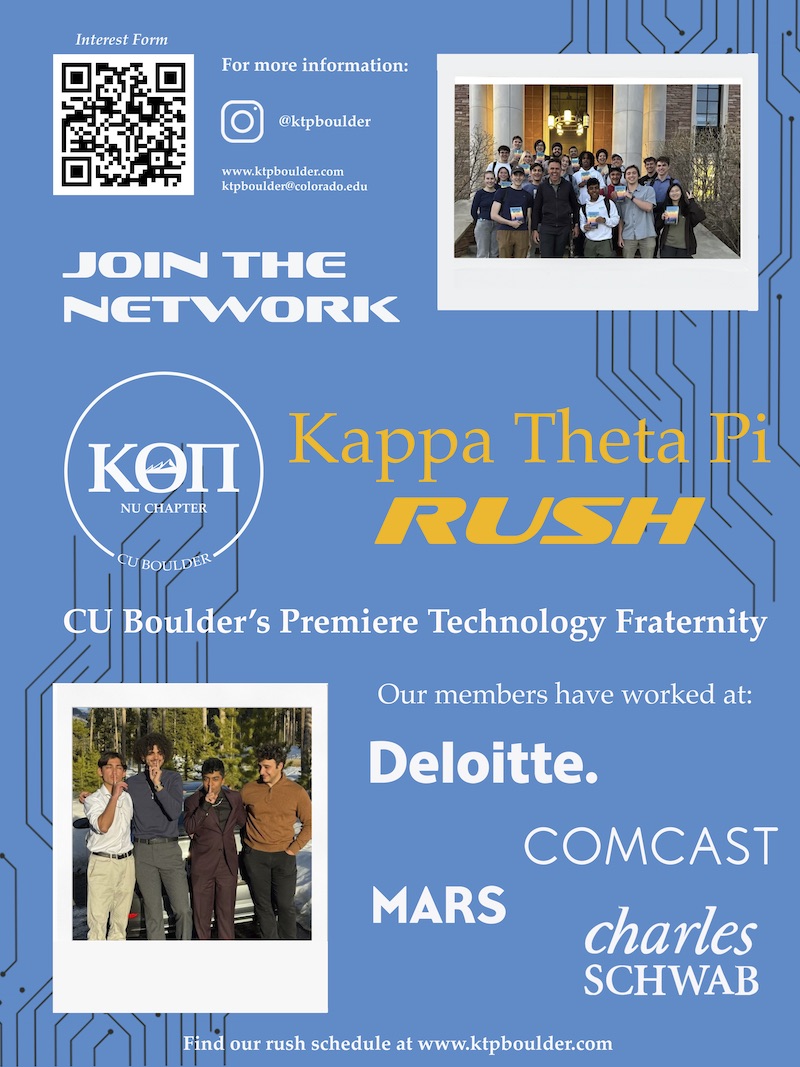 Interest Form
For more information:
@ktpboulder
www.ktpboulder.com
ktpboulder@colorado.edu
JOIN THE
NETWORK
ΚΘΠ
NU CHAPTER
CU BOULDER
Kappa Theta Pi
RUSH
CU Boulder's Premiere Technology Fraternity
Our members have worked at:
Deloitte.
COMCAST
MARS
charles
SCHWAB
Find our rush schedule at www.ktpboulder.com